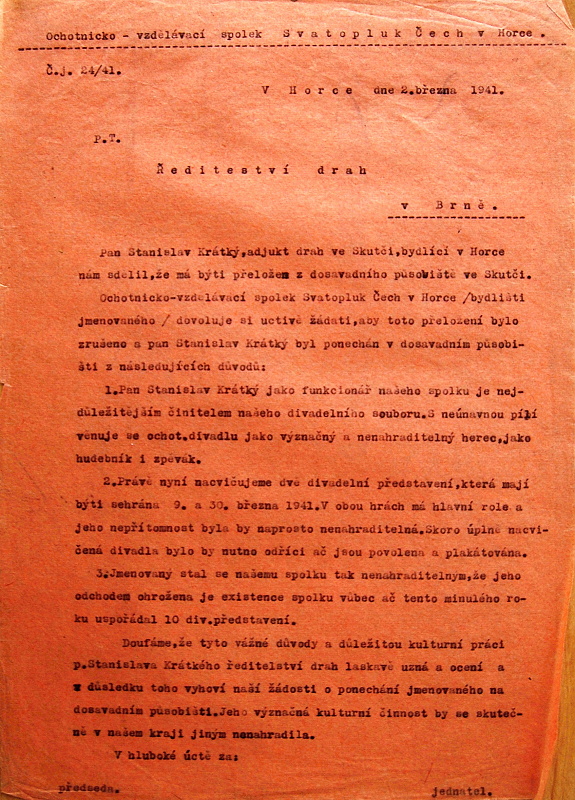 Ochotnicko - vzdělávací spolek Svatopluk Čech v Horce.
Č.j. 24/41.
V Horce dne 2.března 1941.
P.T.
Řediteství drah
v Brně.
Pan Stanislav Krátký,adjukt drah ve Skutči,bydlící v Horce
nám sdelil,že má býti přeložem z dosavadního působiště ve Skutči.
Ochotnicko-vzdělávací spolek Svatopluk Čech v Horce /bydlišti
jmenovaného / dovoluje si uctivě žádati,aby toto přeložení bylo
zrušeno a pan Stanislav Krátký byl ponechán v dosavadním působi-
šti z následujících důvodů:
1.Pan Stanislav Krátký jako funkcionář našeho spolku je nej-
důležitějším činitelem našeho divadelního souboru.S neúnavnou pílí
věnuje se ochot.divadlu jako význačný a nenahraditelný herec,jako
hudebník i zpěvák.
2.Právě nyní nacvičujeme dvě divadelní představení,která mají
býti sehrána 9. a 30. března 1941.V obou hrách má hlavní role a
jeho nepřítomnost byla by naprosto nenahraditelná.Skoro úplně nacvi-
čená divadla bylo by nutno odříci ač jsou povolena a plakátována.
3.Jmenovaný stal se našemu spolku tak nenahraditelnym,že jeho
odchodem ohrožena je existence spolku vůbec ač tento minulého ro-
ku uspořádal 10 div.představení.
Doufáme,že tyto vážné důvody a důležitou kulturní práci
p.Stanislava Krátkého ředitelství drah laskavě uzná a ocení a
v důsledku toho vyhoví naší žádosti o ponechání jmenovaného na
dosavadním působišti.Jeho význačná kulturní činnost by se skuteč-
ně v našem kraji jiným nenahradila.
V hluboké úctě za:
předseda. jednatel.